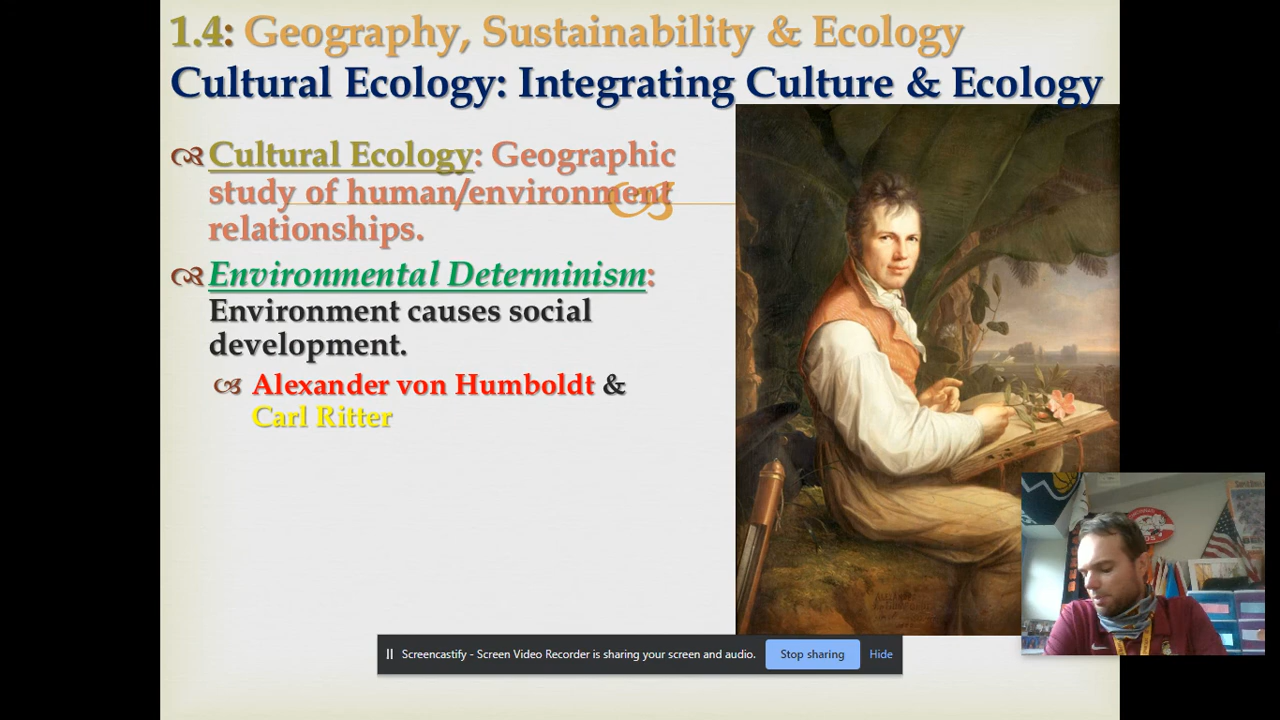 1.4: Geography, Sustainability & Ecology
Cultural Ecology: Integrating Culture & Ecology
Cultural Ecology: Geographic
study of human/environment
relationships.
Environmental Determinism:
Environment causes social
development.
Alexander von Humboldt &
Carl Ritter
Screencastify - Screen Video Recorder is sharing your screen and audio.
Stop sharing
Hide